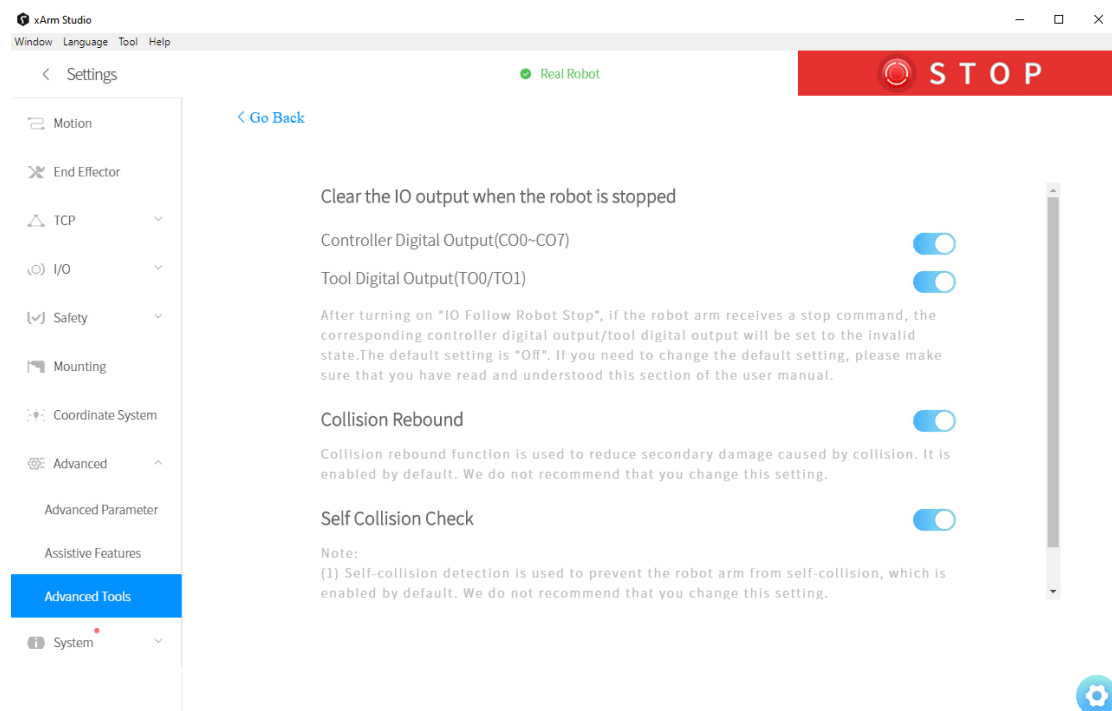 xArm Studio
Window Language Tool Help
Settings
Real Robot
STOP
Motion
End Effector
TCP
I/O
Safety
Mounting
Coordinate System
Advanced
Advanced Parameter
Assistive Features
Advanced Tools
System
Go Back
Clear the IO output when the robot is stopped
Controller Digital Output(CO0~CO7)
Tool Digital Output(TO0/TO1)
After turning on "IO Follow Robot Stop", if the robot arm receives a stop command, the
corresponding controller digital output/tool digital output will be set to the invalid
state.The default setting is "Off". If you need to change the default setting, please make
sure that you have read and understood this section of the user manual.
Collision Rebound
Collision rebound function is used to reduce secondary damage caused by collision. It is
enabled by default. We do not recommend that you change this setting.
Self Collision Check
Note:
(1) Self-collision detection is used to prevent the robot arm from self-collision, which is
enabled by default. We do not recommend that you change this setting.